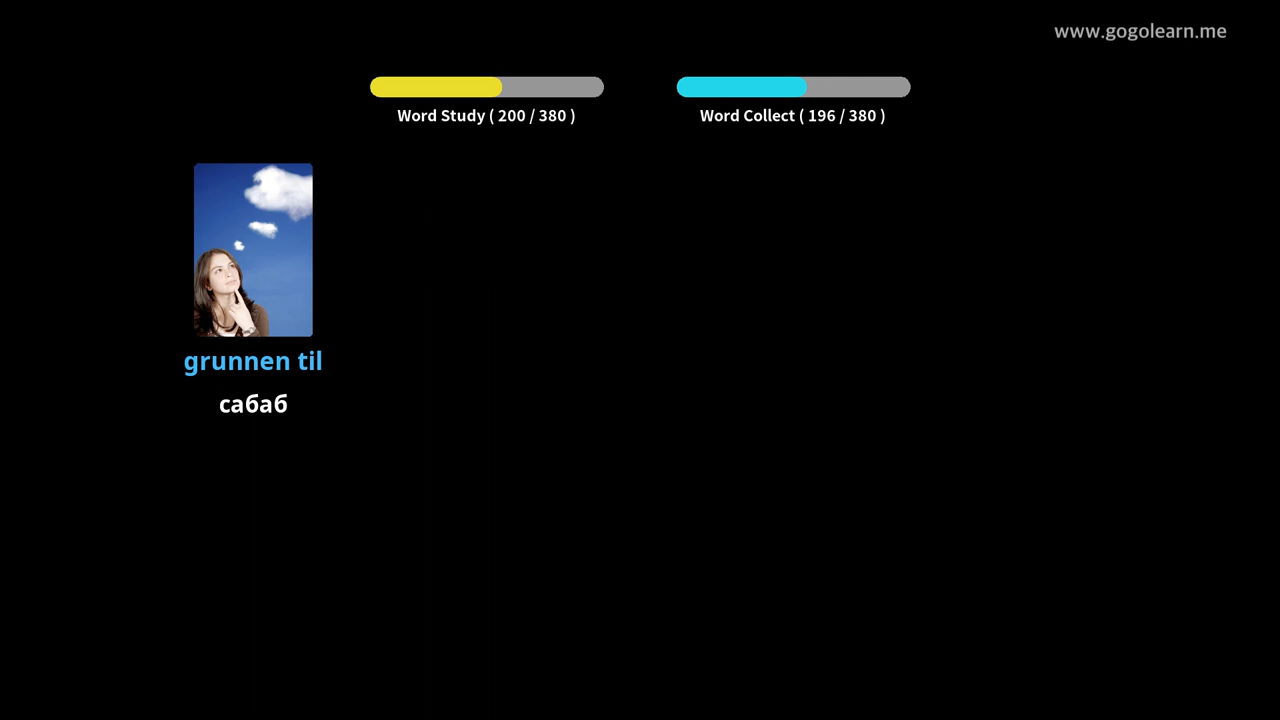 www.gogolearn.me
Word Study ( 200 / 380 )
Word Collect ( 196 / 380 )
grunnen til
сабаб